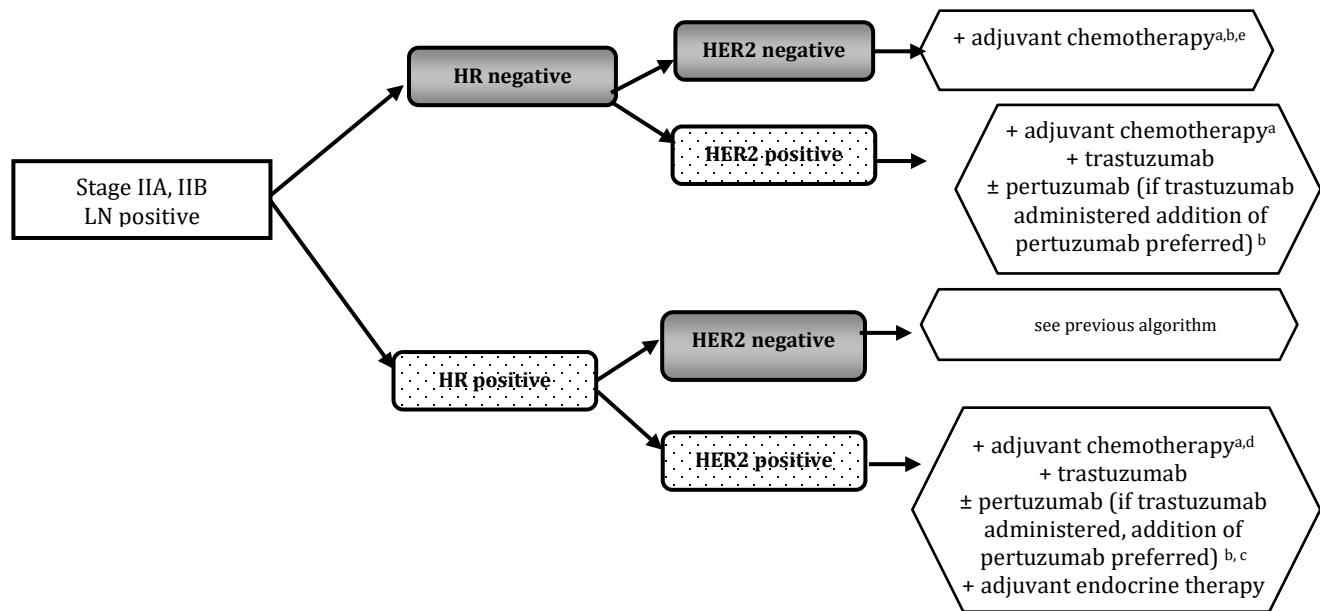 Stage IIA, IIB
LN positive
HR negative
HER2 negative
+ adjuvant chemotherapyᵃ,ᵇ,ᵉ
HER2 positive
+ adjuvant chemotherapyᵃ
+ trastuzumab
± pertuzumab (if trastuzumab
administered addition of
pertuzumab preferred) ᵇ
HR positive
HER2 negative
see previous algorithm
HER2 positive
+ adjuvant chemotherapyᵃ,ᵈ
+ trastuzumab
± pertuzumab (if trastuzumab
administered, addition of
pertuzumab preferred) ᵇ, ᶜ
+ adjuvant endocrine therapy